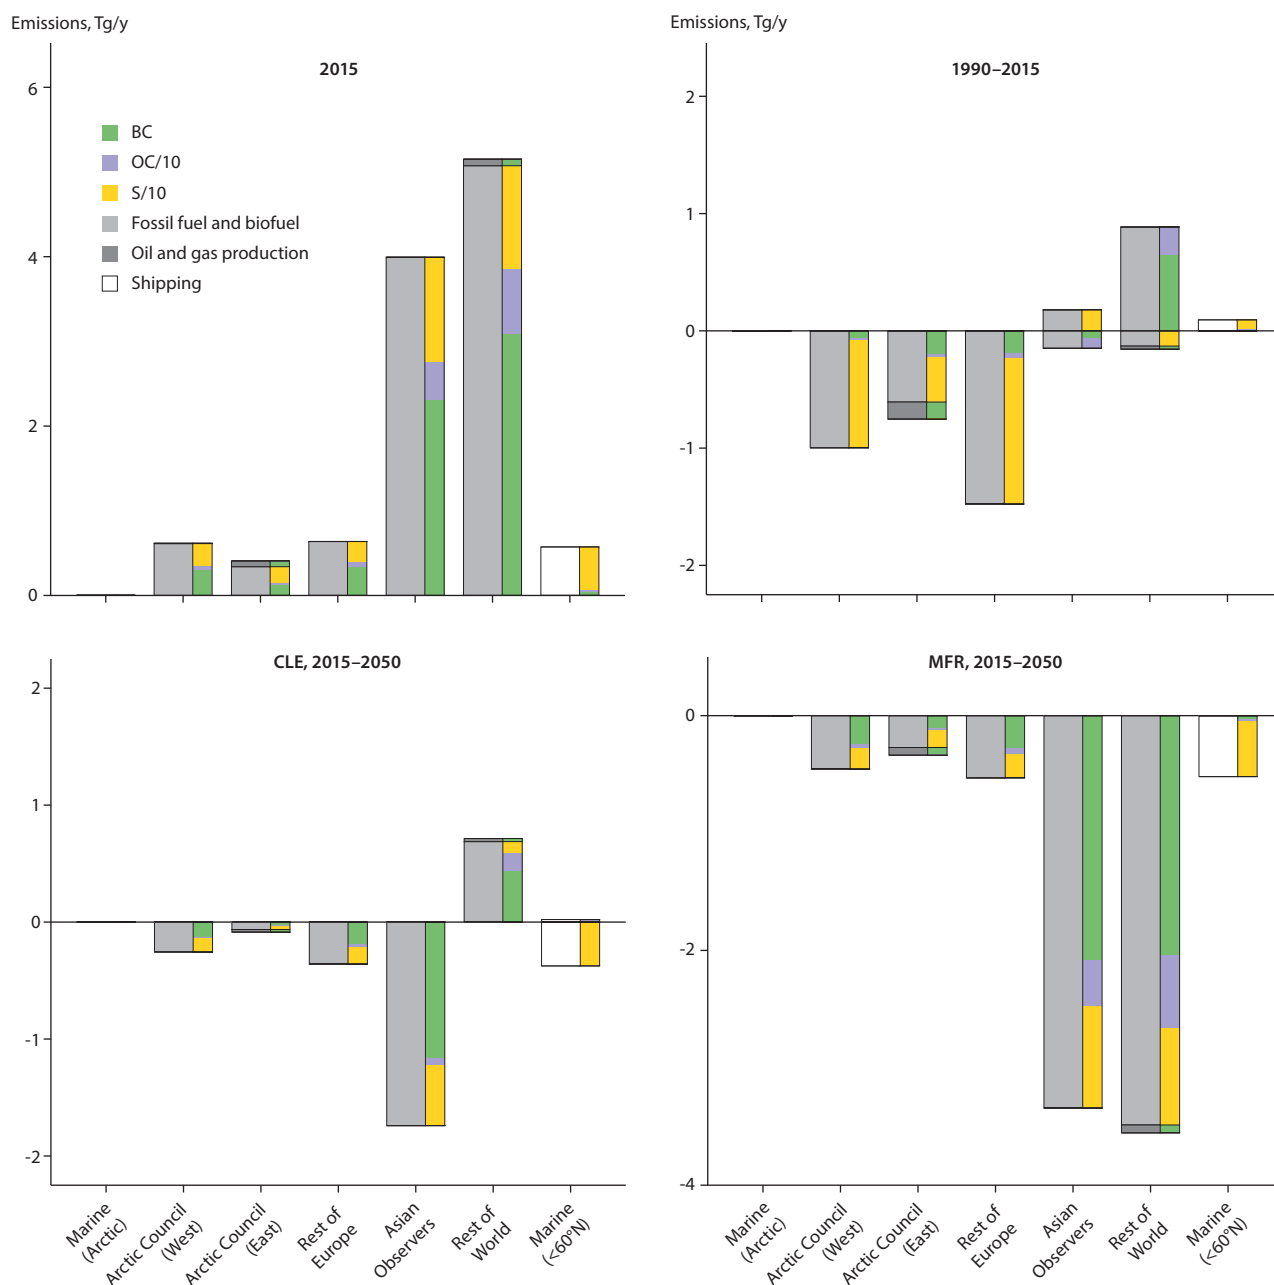 Emissions, Tg/y
2015
6
4
2
0
BC
OC/10
S/10
Fossil fuel and biofuel
Oil and gas production
Shipping
Emissions, Tg/y
1990–2015
2
1
0
-1
-2
CLE, 2015–2050
2
1
0
-1
-2
Marine
(Arctic)
Arctic Council
(West)
Arctic Council
(East)
Rest of
Europe
Asian
Observers
Rest of
World
Marine
(<60°N)
MFR, 2015–2050
0
-2
-4
Marine
(Arctic)
Arctic Council
(West)
Arctic Council
(East)
Rest of
Europe
Asian
Observers
Rest of
World
Marine
(<60°N)